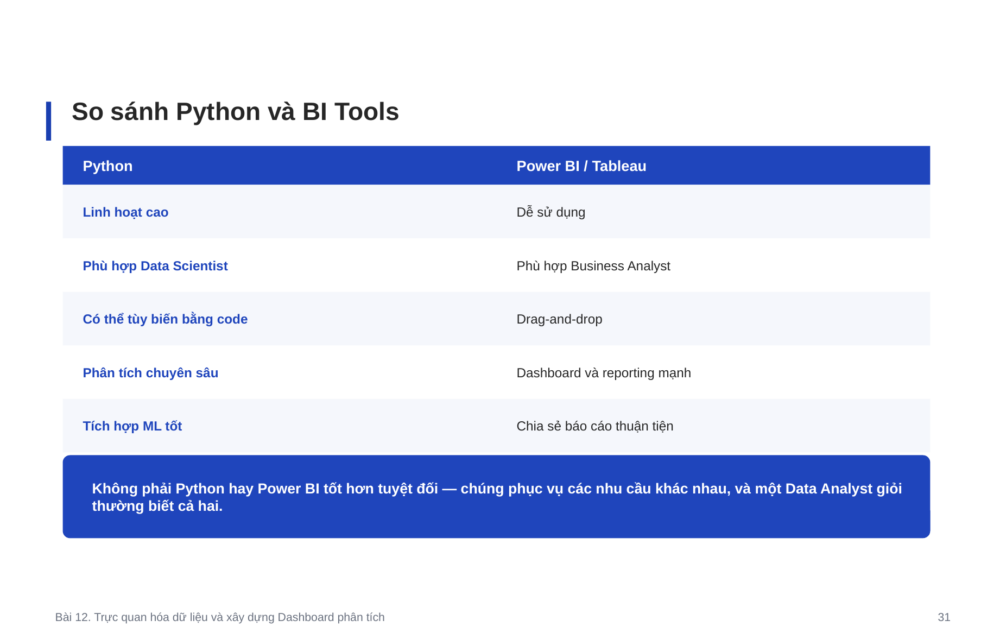 So sánh Python và BI Tools
Python
Power BI / Tableau
Linh hoạt cao
Dễ sử dụng
Phù hợp Data Scientist
Phù hợp Business Analyst
Có thể tùy biến bằng code
Drag-and-drop
Phân tích chuyên sâu
Dashboard và reporting mạnh
Tích hợp ML tốt
Chia sẻ báo cáo thuận tiện
Không phải Python hay Power BI tốt hơn tuyệt đối — chúng phục vụ các nhu cầu khác nhau, và một Data Analyst giỏi
thường biết cả hai.
Bài 12. Trực quan hóa dữ liệu và xây dựng Dashboard phân tích
31